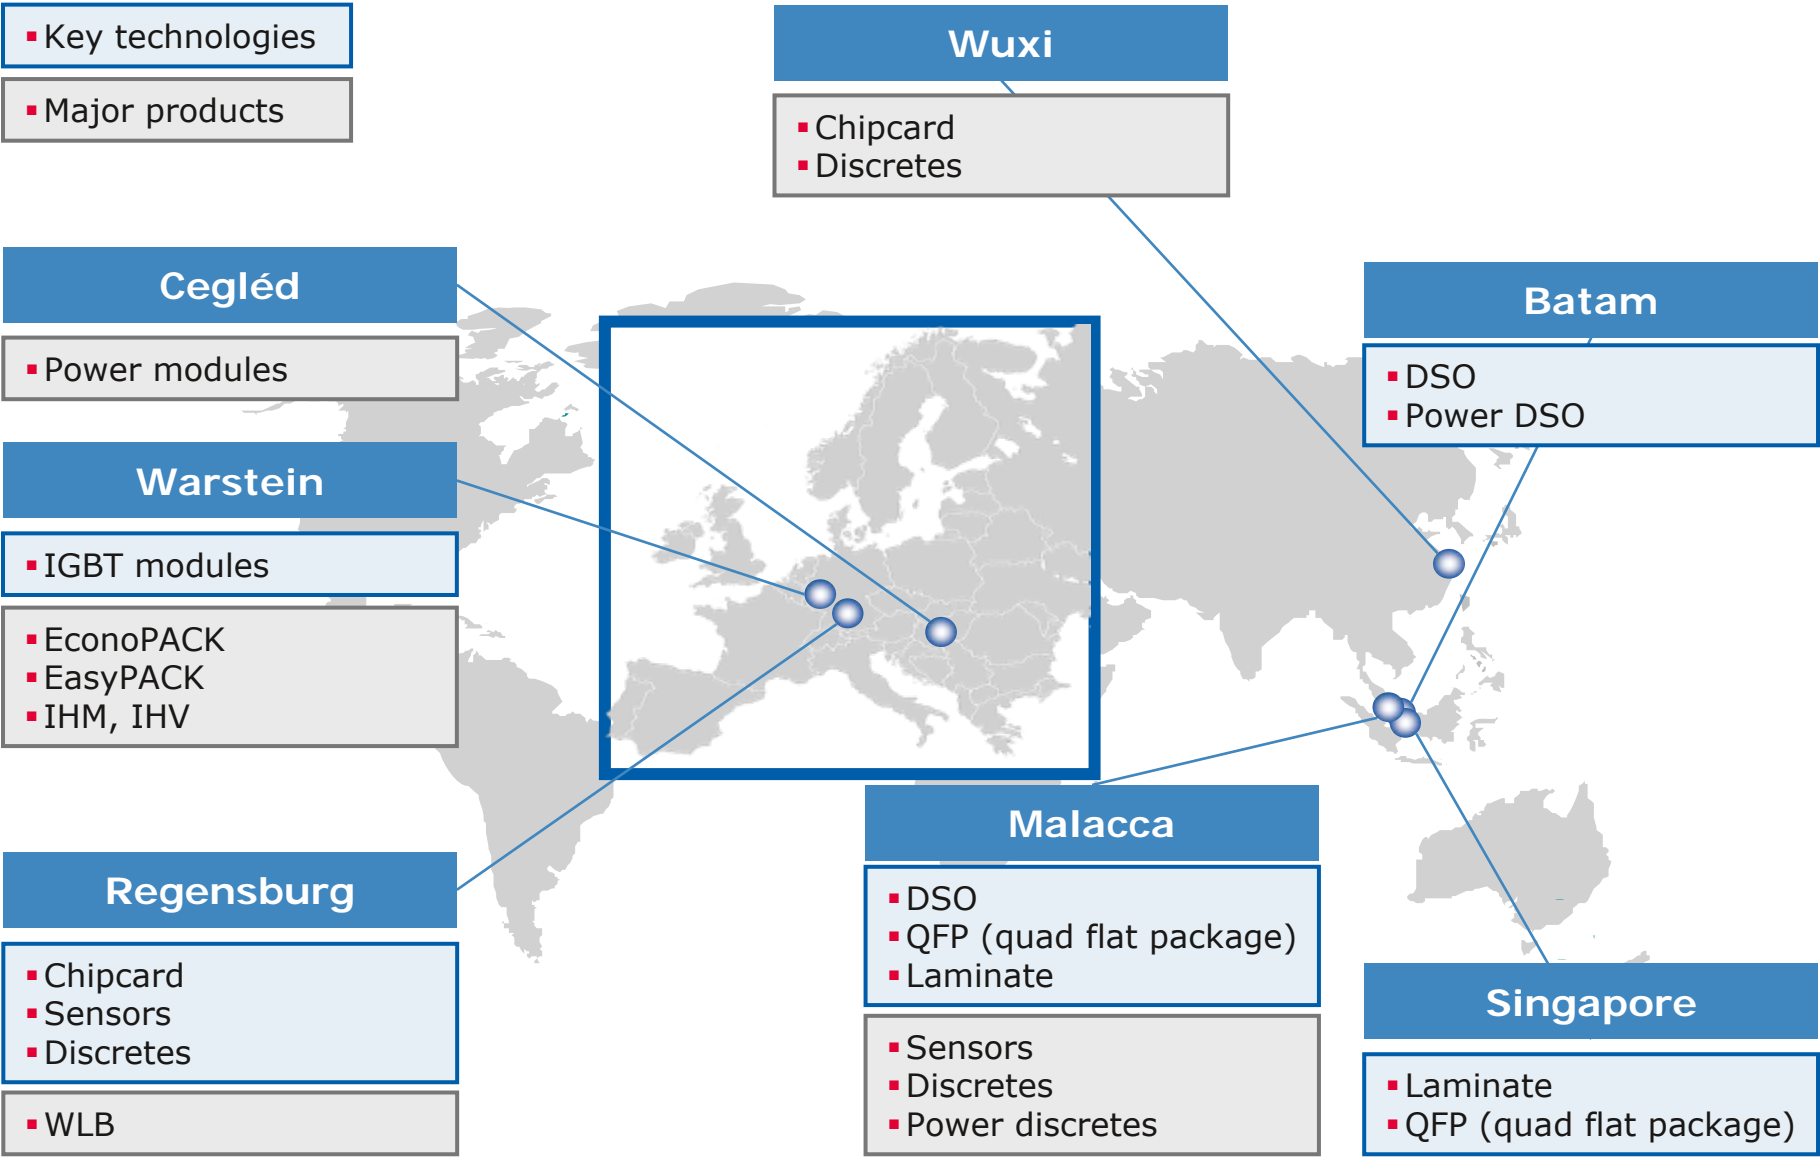 Key technologies
Major products
Wuxi
Chipcard
Discretes
Cegléd
Power modules
Batam
DSO
Power DSO
Warstein
IGBT modules
EconoPACK
EasyPACK
IHM, IHV
Malacca
DSO
QFP (quad flat package)
Laminate
Sensors
Discretes
Power discretes
Regensburg
Chipcard
Sensors
Discretes
WLB
Singapore
Laminate
QFP (quad flat package)